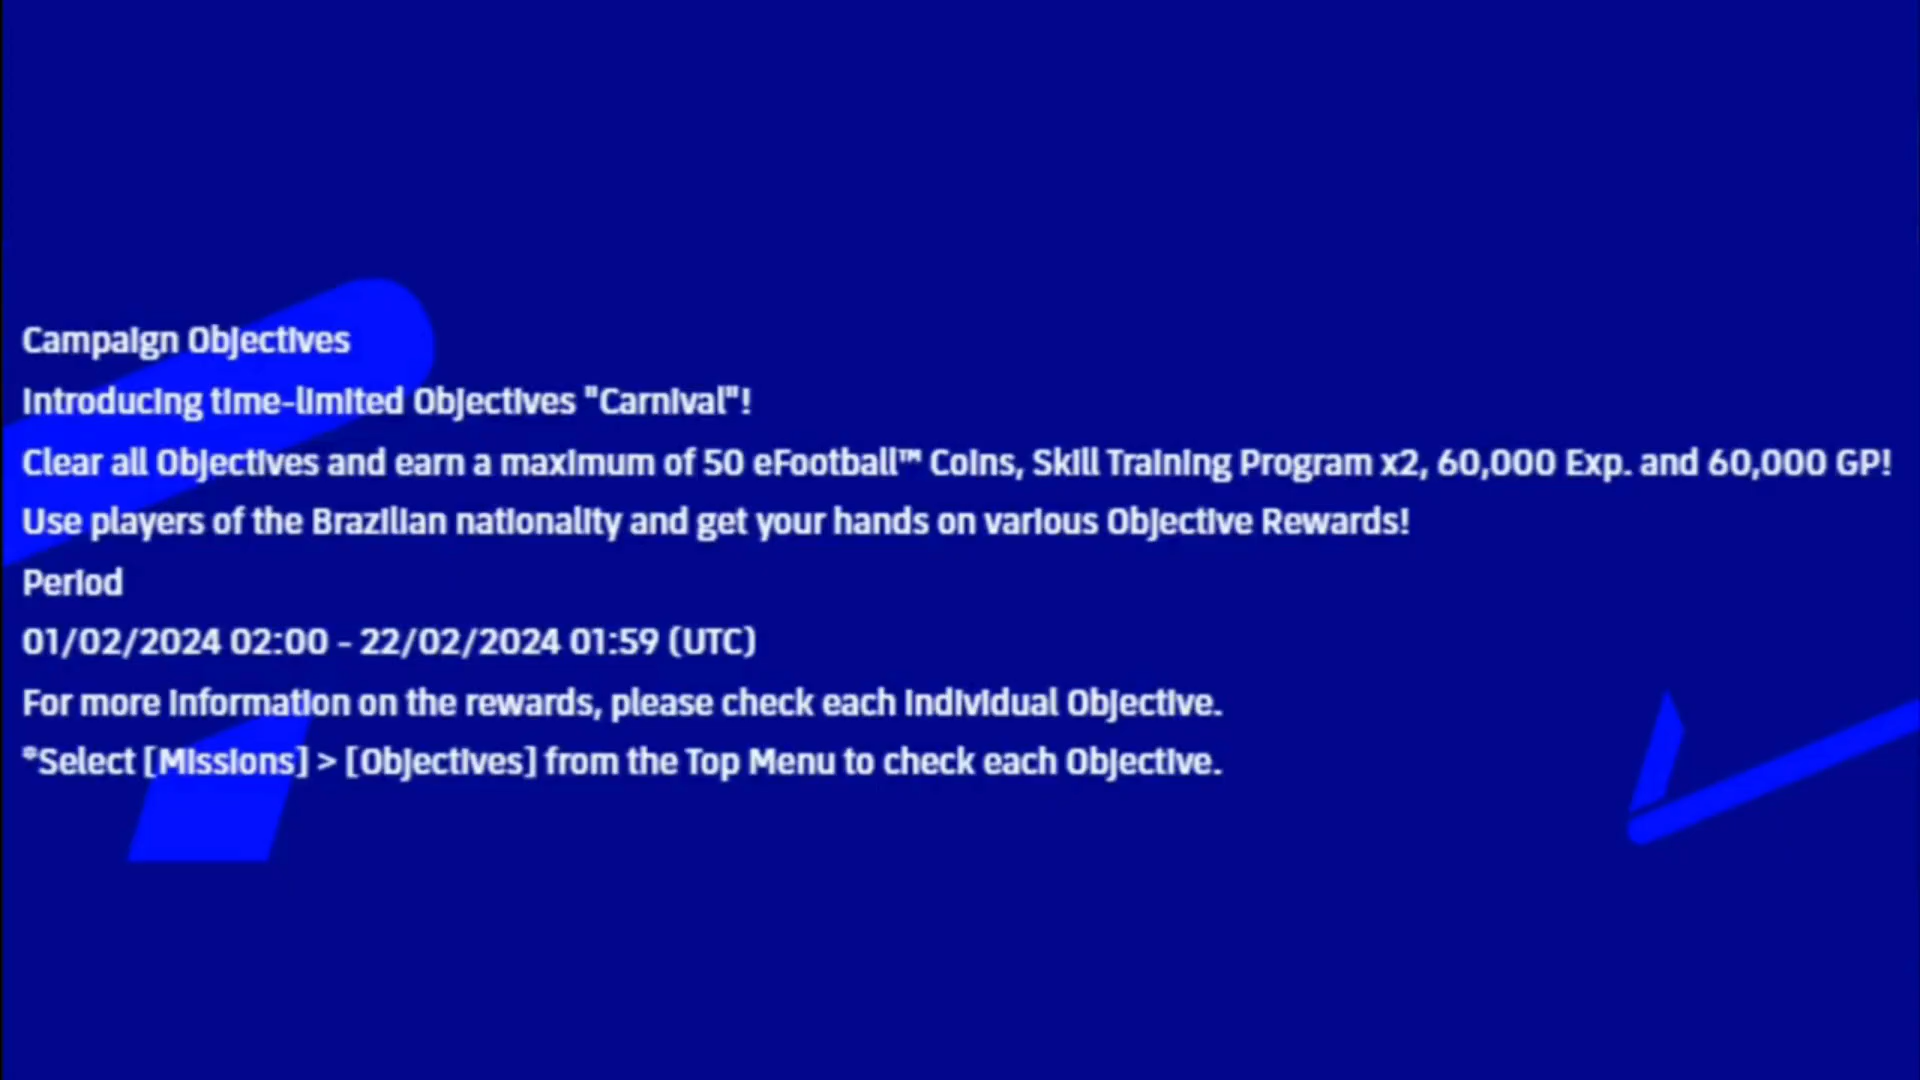 Campaign Objectives
Introducing time-limited Objectives "Carnival"!
Clear all Objectives and earn a maximum of 50 eFootball™ Coins, Skill Training Program x2, 60,000 Exp. and 60,000 GP!
Use players of the Brazilian nationality and get your hands on various Objective Rewards!
Period
01/02/2024 02:00 - 22/02/2024 01:59 (UTC)
For more information on the rewards, please check each individual Objective.
*Select [Missions] > [Objectives] from the Top Menu to check each Objective.